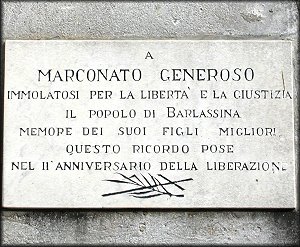 A
MARCONATO GENEROSO
IMMOLATOSI PER LA LIBERTA' E LA GIUSTIZIA
IL POPOLO DI BARLASSINA
MEMORE DEI SUOI FIGLI MIGLIORI
QUESTO RICORDO POSE
NEL II° ANNIVERSARIO DELLA LIBERAZIONE